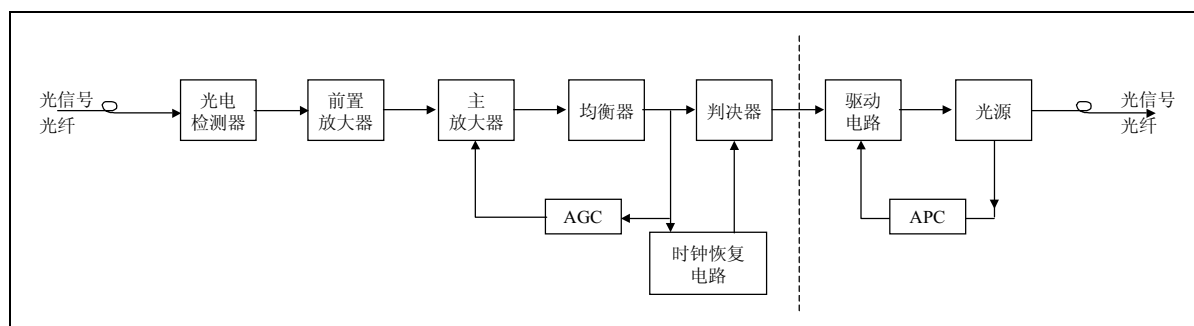 光信号
光纤
光电
检测器
前置
放大器
主
放大器
均衡器
判决器
驱动
电路
光源
光信号
光纤
AGC
APC
时钟恢复
电路